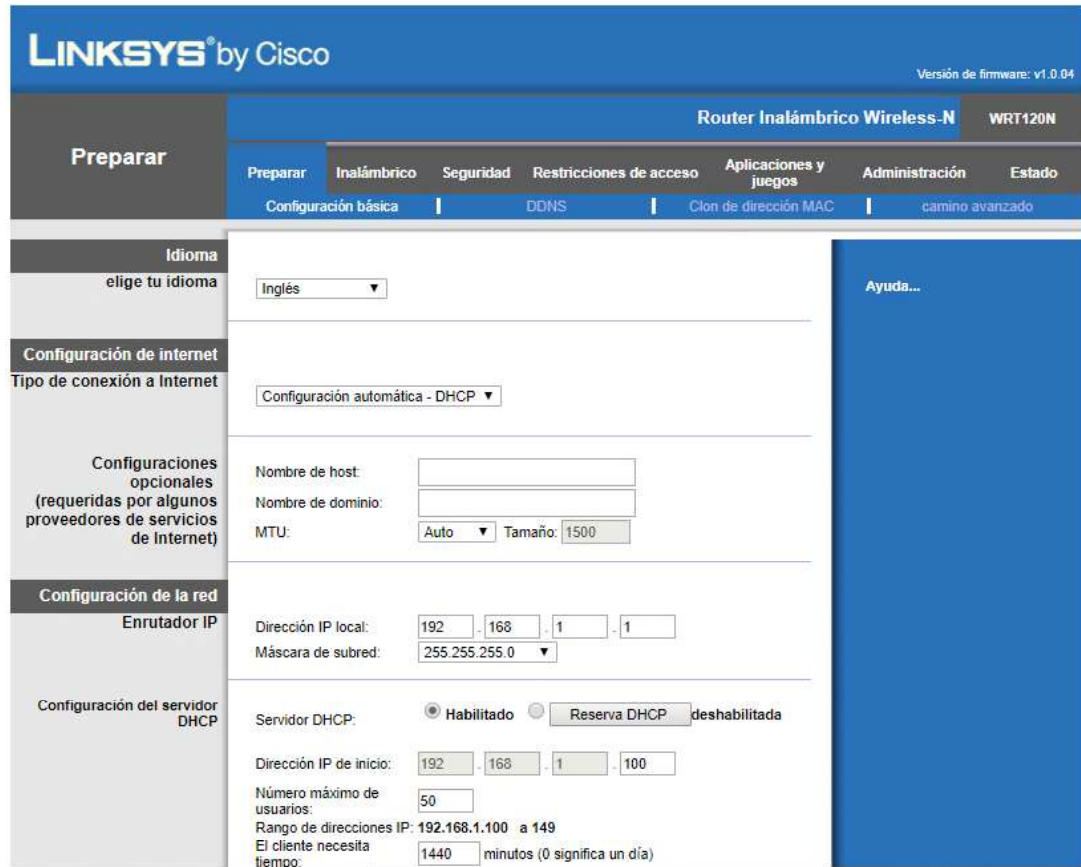 LINKSYS® by Cisco
Versión de firmware: v1.0.04
Router Inalámbrico Wireless-N WRT120N
Preparar
Preparar Inalámbrico Seguridad Restricciones de acceso Aplicaciones y juegos Administración Estado
Configuración básica DDNS Clon de dirección MAC camino avanzado
Idioma
elige tu idioma
Inglés
Ayuda...
Configuración de internet
Tipo de conexión a Internet
Configuración automática - DHCP
Configuraciones
opcionales
(requeridas por algunos
proveedores de servicios
de Internet)
Nombre de host:
Nombre de dominio:
MTU: Auto Tamaño: 1500
Configuración de la red
Enrutador IP
Dirección IP local: 192 . 168 . 1 . 1
Máscara de subred: 255.255.255.0
Configuración del servidor
DHCP
Servidor DHCP: Habilitado Reserva DHCP deshabilitada
Dirección IP de inicio: 192 . 168 . 1 . 100
Número máximo de
usuarios: 50
Rango de direcciones IP: 192.168.1.100 a 149
El cliente necesita
tiempo: 1440 minutos (0 significa un día)